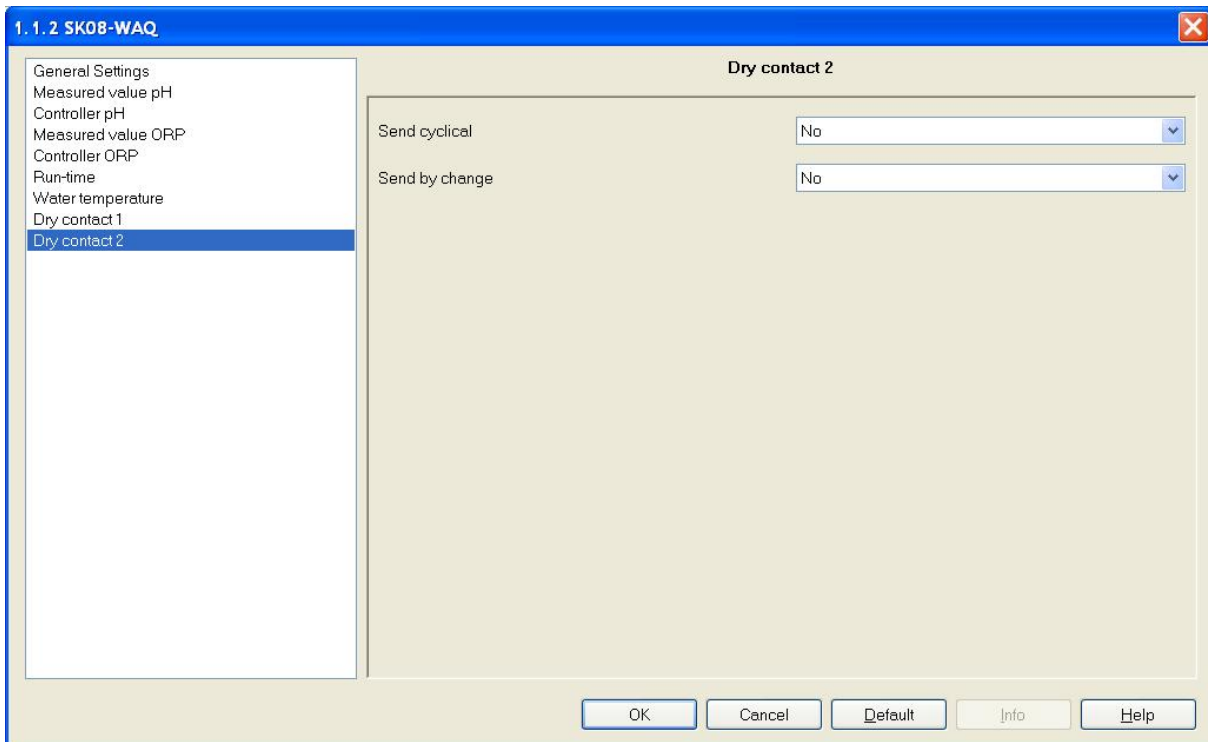 1.1.2 SK08-WAQ
General Settings
Measured value pH
Controller pH
Measured value ORP
Controller ORP
Run-time
Water temperature
Dry contact 1
Dry contact 2
Dry contact 2
Send cyclical No
Send by change No
OK Cancel Default Info Help